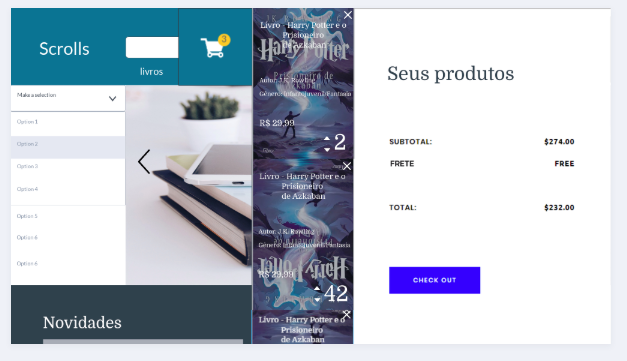 Scrolls
3
livros
Make a selection
Option 1
Option 2
Option 3
Option 4
Option 5
Option 6
Option 6
Novidades
Livro - Harry Potter e o
Prisioneiro
de Azkaban
Autor: J.K. Rowling
Gênero: Infantojuvenil/Fantasia
R$ 29,99
2
Livro - Harry Potter e o
Prisioneiro
de Azkaban
Autor: J.K. Rowling
Gênero: Infantojuvenil/Fantasia
R$ 29,99
42
Livro - Harry Potter e o
Prisioneiro
de Azkaban
Seus produtos
SUBTOTAL: $274.00
FRETE FREE
TOTAL: $232.00
CHECK OUT